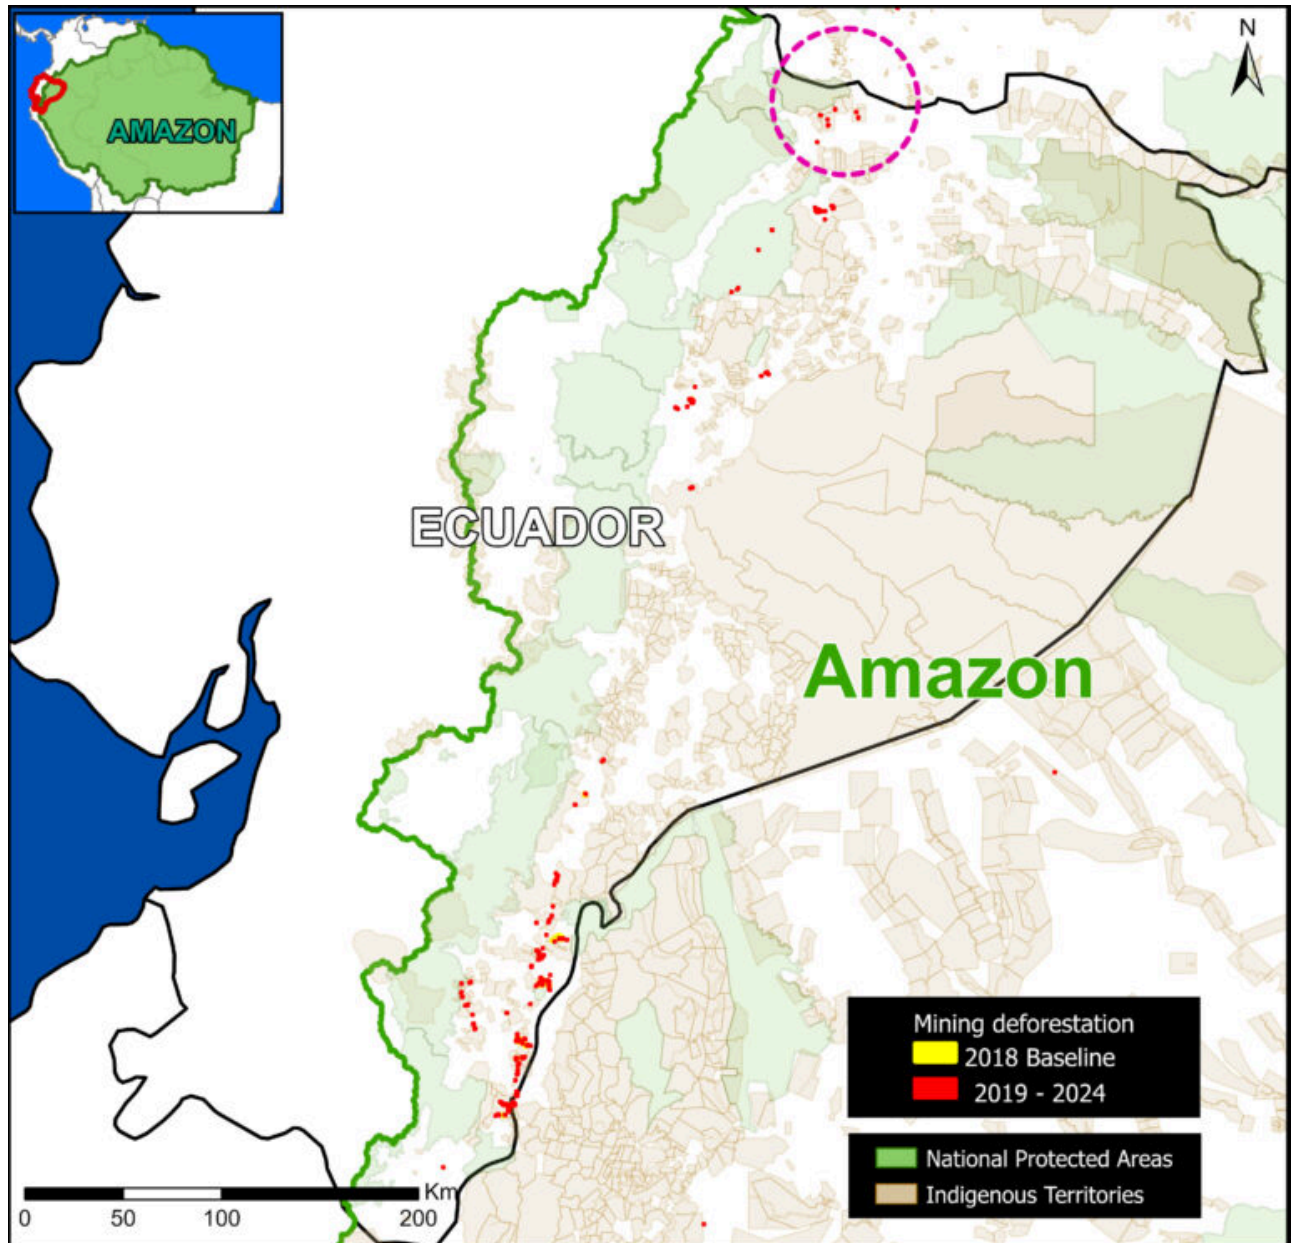 AMAZON
N
ECUADOR
Amazon
Mining deforestation
2018 Baseline
2019 - 2024
National Protected Areas
Indigenous Territories
Km
0 50 100 200